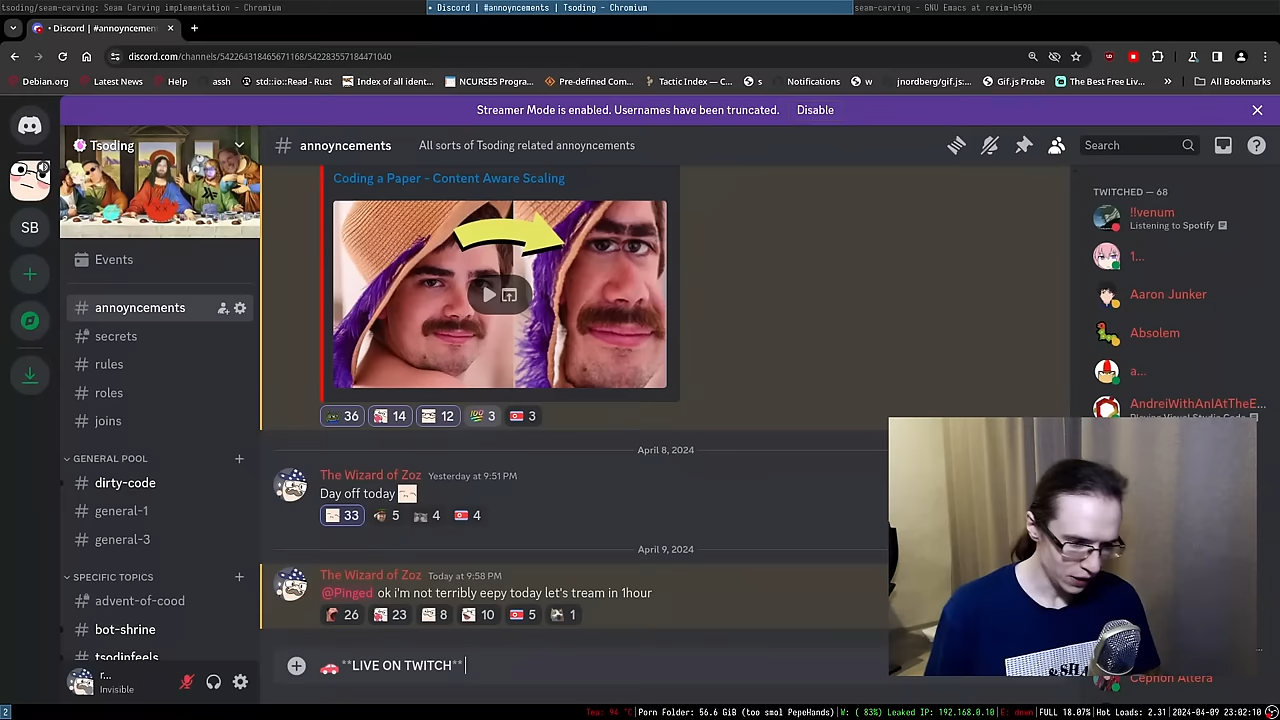 tsoding/seam-carving: Seam Carving implementation - Chromium
• Discord | #annoyncements | Tsoding - Chromium
seam-carving - GNU Emacs at rexim-b590
• Discord | #annoyncement
discord.com/channels/542264318465671168/542283557184471040
Debian.org
Latest News
Help
assh
std::io::Read - Rust
Index of all ident...
NCURSES Progra...
Pre-defined Com...
Tactic Index — C...
s
Notifications
w
jnordberg/gif.js:...
Gif.js Probe
The Best Free Liv...
»
All Bookmarks
Streamer Mode is enabled. Usernames have been truncated.
Disable
Tsoding
SB
Events
annoyncements
secrets
rules
roles
joins
GENERAL POOL
dirty-code
general-1
general-3
SPECIFIC TOPICS
advent-of-cood
bot-shrine
tsodinfeels
r...
Invisible
# annoyncements
All sorts of Tsoding related annoyncements
Search
Coding a Paper - Content Aware Scaling
36
14
12
3
3
April 8, 2024
The Wizard of Zoz Yesterday at 9:51 PM
Day off today
33
5
4
4
April 9, 2024
The Wizard of Zoz Today at 9:58 PM
@Pinged ok i'm not terribly eepy today let's tream in 1hour
26
23
8
10
5
1
**LIVE ON TWITCH**
TWITCHED — 68
!!venum
Listening to Spotify
1...
Aaron Junker
Absolem
a...
AndreiWithAnIAtTheE...
Cephon Altera
2
Tea: 94 °C|Porn Folder: 56.6 GiB (too smol PepeHands)|W: ( 83%) Leaked IP: 192.168.0.10|E: down|FULL 18.07%|Hot Loads: 2.31|2024-04-09 23:02:10